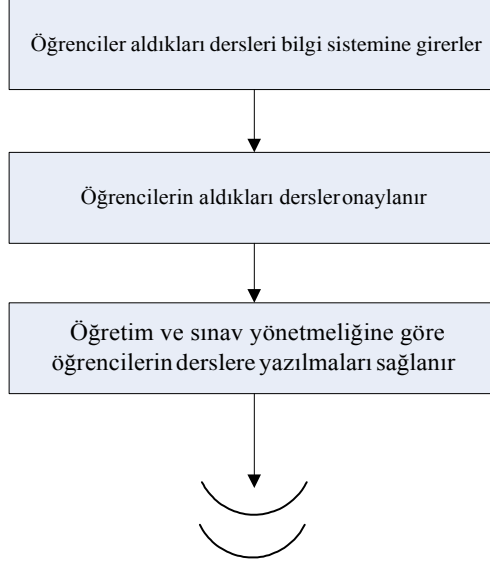 Öğrenciler aldıkları dersleri bilgi sistemine girerler
Öğrencilerin aldıkları dersler onaylanır
Öğretim ve sınav yönetmeliğine göre
öğrencilerin derslere yazılmaları sağlanır